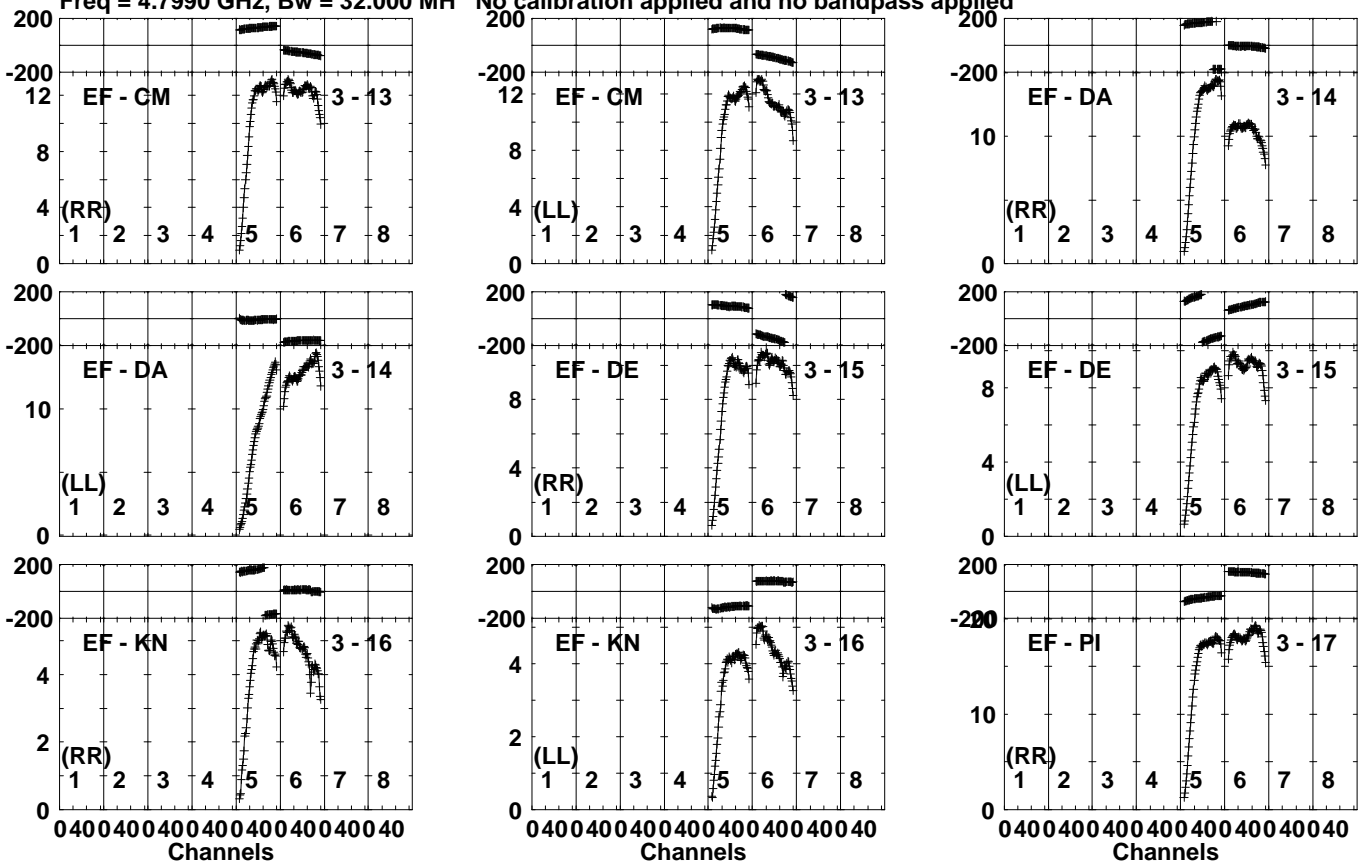 Freq = 4.7990 GHz, Bw = 32.000 MH No calibration applied and no bandpass applied
200 200 200
-200 -200 -200
12 EF - CM 3 - 13 12 EF - CM 3 - 13 EF - DA 3 - 14
10
8 8
4 4
(RR) (LL) (RR)
1 2 3 4 5 6 7 8 1 2 3 4 5 6 7 8 1 2 3 4 5 6 7 8
0 0 0
200 200 200
-200 -200 -200
EF - DA 3 - 14 EF - DE 3 - 15 EF - DE 3 - 15
10 8 8
4 4
(LL) (RR) (LL)
1 2 3 4 5 6 7 8 1 2 3 4 5 6 7 8 1 2 3 4 5 6 7 8
0 0 0
200 200 200
-200 -200 -200
20
EF - KN 3 - 16 EF - KN 3 - 16 EF - PI 3 - 17
4 4 10
2 2
(RR) (LL) (RR)
1 2 3 4 5 6 7 8 1 2 3 4 5 6 7 8 1 2 3 4 5 6 7 8
0 0 0
0 40 0 40 0 40 0 40 0 40 0 40 0 40 0 40 0 40 0 40 0 40 0 40 0 40 0 40 0 40 0 40 0 40 0 40 0 40 0 40 0 40 0 40 0 40 0 40
Channels Channels Channels